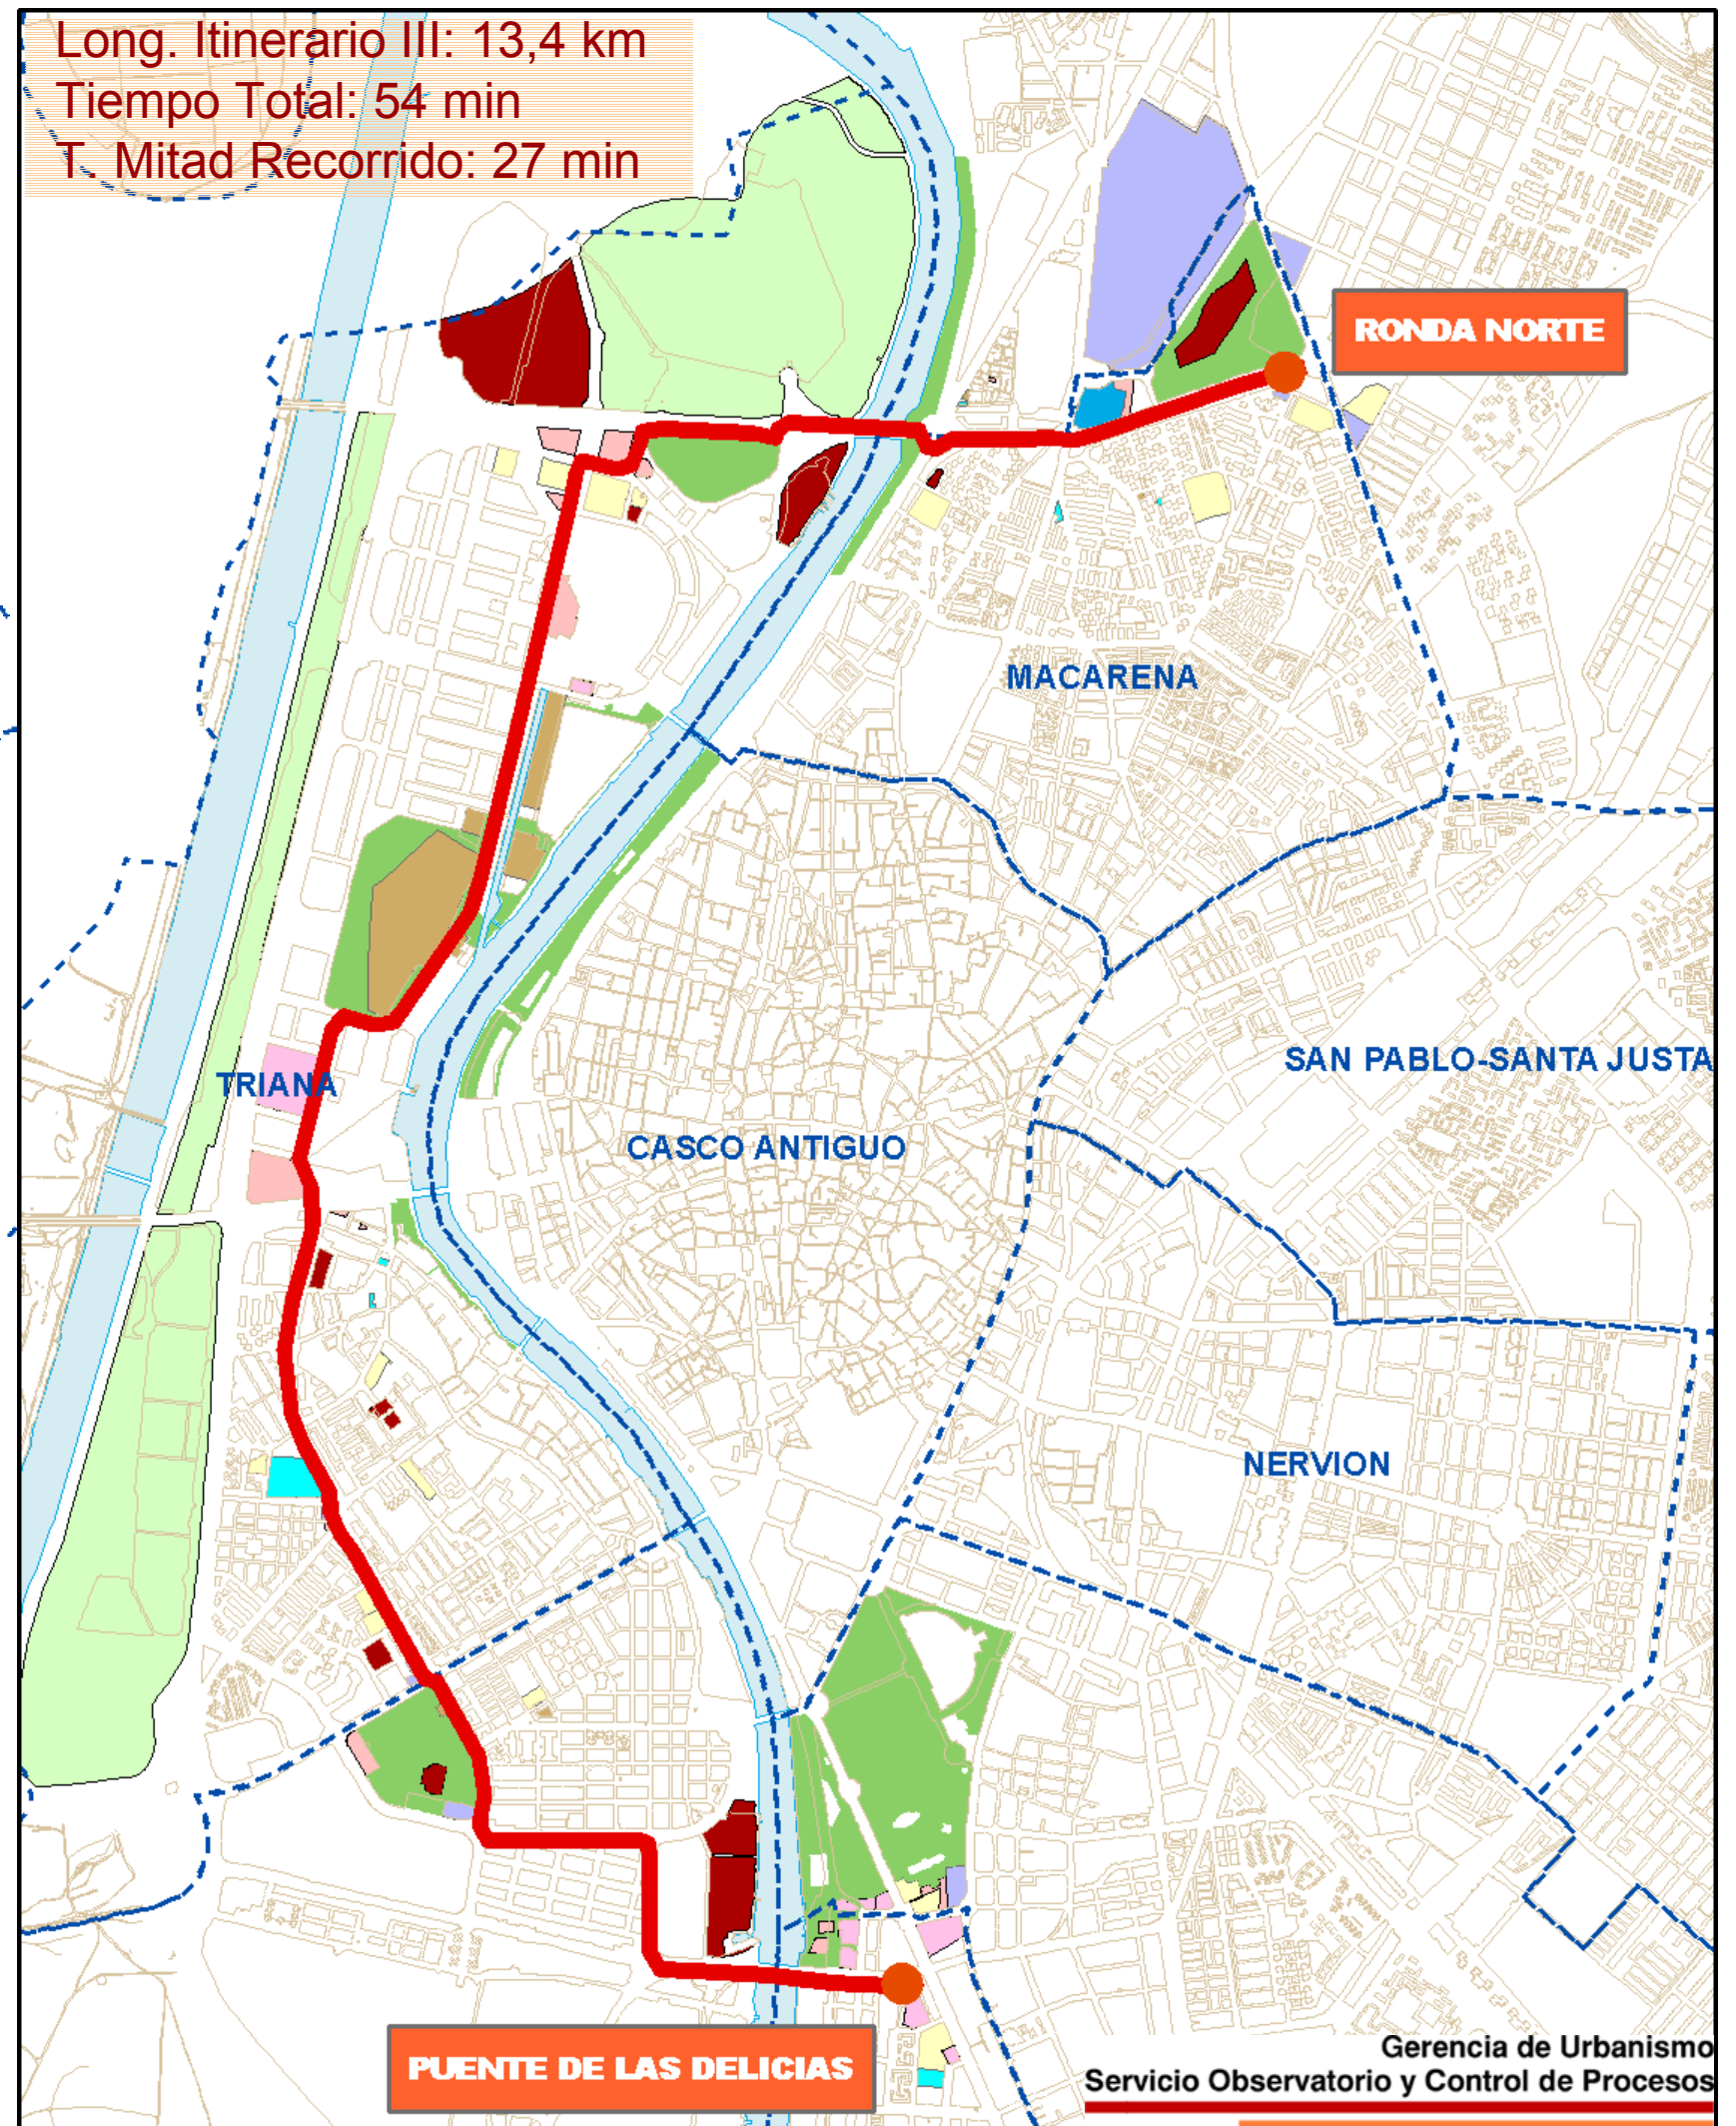 Long. Itinerario III: 13,4 km
Tiempo Total: 54 min
T. Mitad Recorrido: 27 min
RONDA NORTE
MACARENA
SAN PABLO-SANTA JUSTA
TRIANA
CASCO ANTIGUO
NERVION
PUENTE DE LAS DELICIAS
Gerencia de Urbanismo
Servicio Observatorio y Control de Procesos